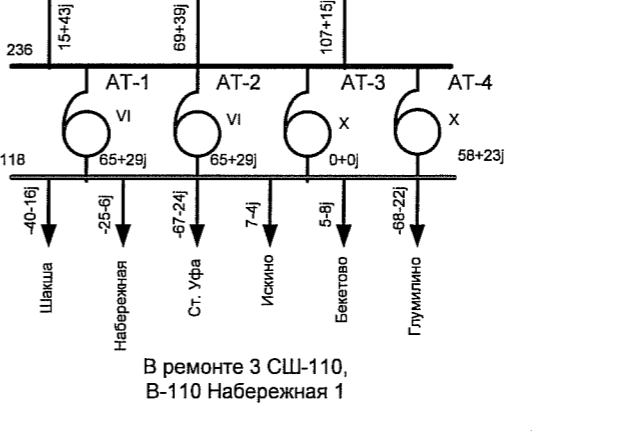 15+43j
69+39j
107+15j
236
АТ-1
АТ-2
АТ-3
АТ-4
VI
VI
X
X
118
65+29j
65+29j
0+0j
58+23j
-40-16j
-25-6j
-67-24j
7-4j
5-8j
-68-22j
Шакша
Набережная
Ст. Уфа
Искино
Бекетово
Глумилино
В ремонте 3 СШ-110,
В-110 Набережная 1